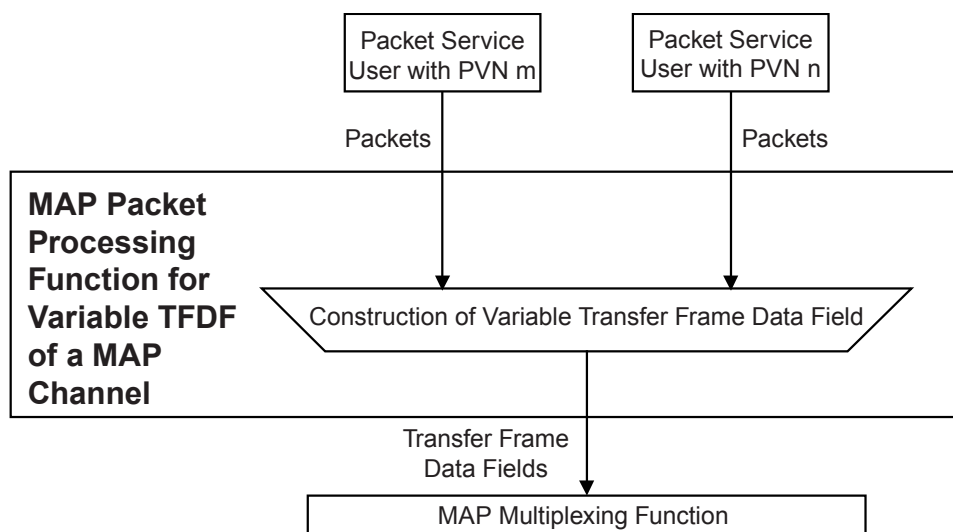 Packet Service
User with PVN m
Packet Service
User with PVN n
Packets
Packets
MAP Packet
Processing
Function for
Variable TFDF
of a MAP
Channel
Construction of Variable Transfer Frame Data Field
Transfer Frame
Data Fields
MAP Multiplexing Function